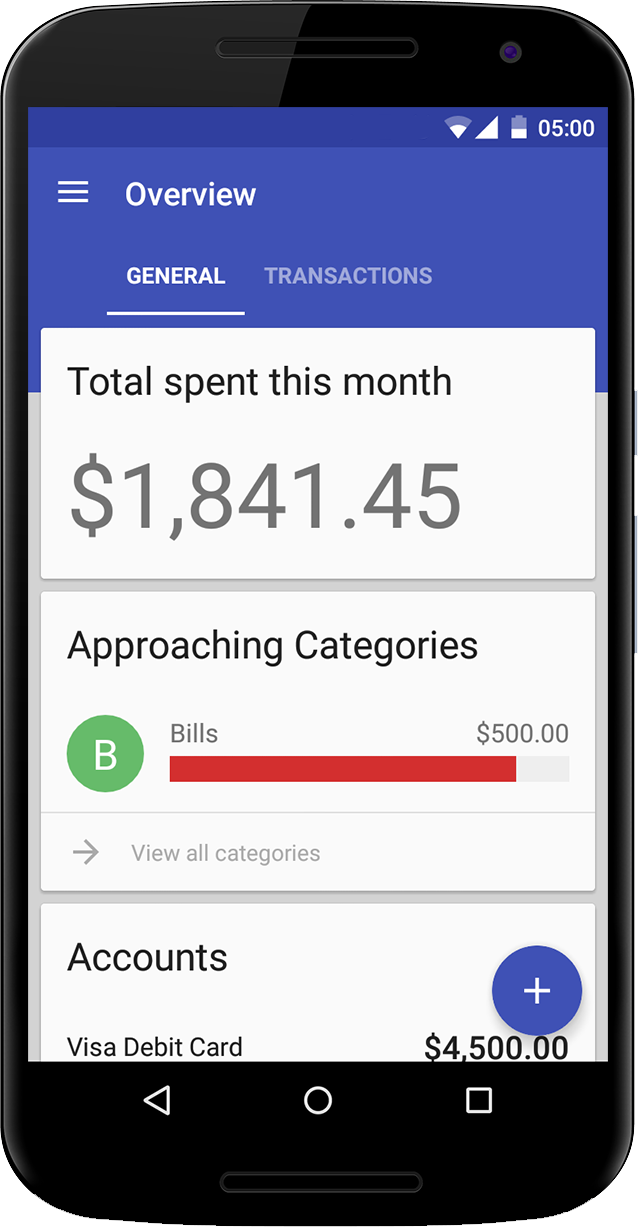 05:00
Overview
GENERAL TRANSACTIONS
Total spent this month
$1,841.45
Approaching Categories
B
Bills $500.00
View all categories
Accounts
+
Visa Debit Card $4,500.00